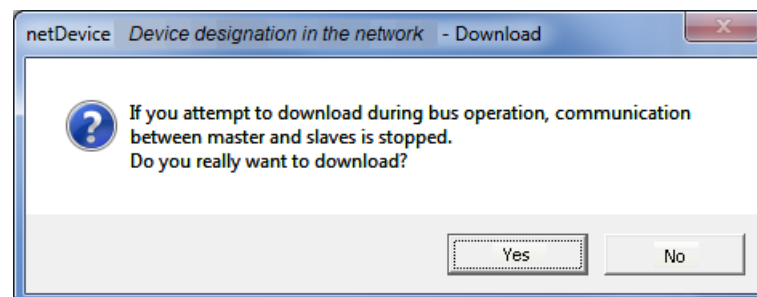 netDevice Device designation in the network - Download
If you attempt to download during bus operation, communication
between master and slaves is stopped.
Do you really want to download?
Yes No